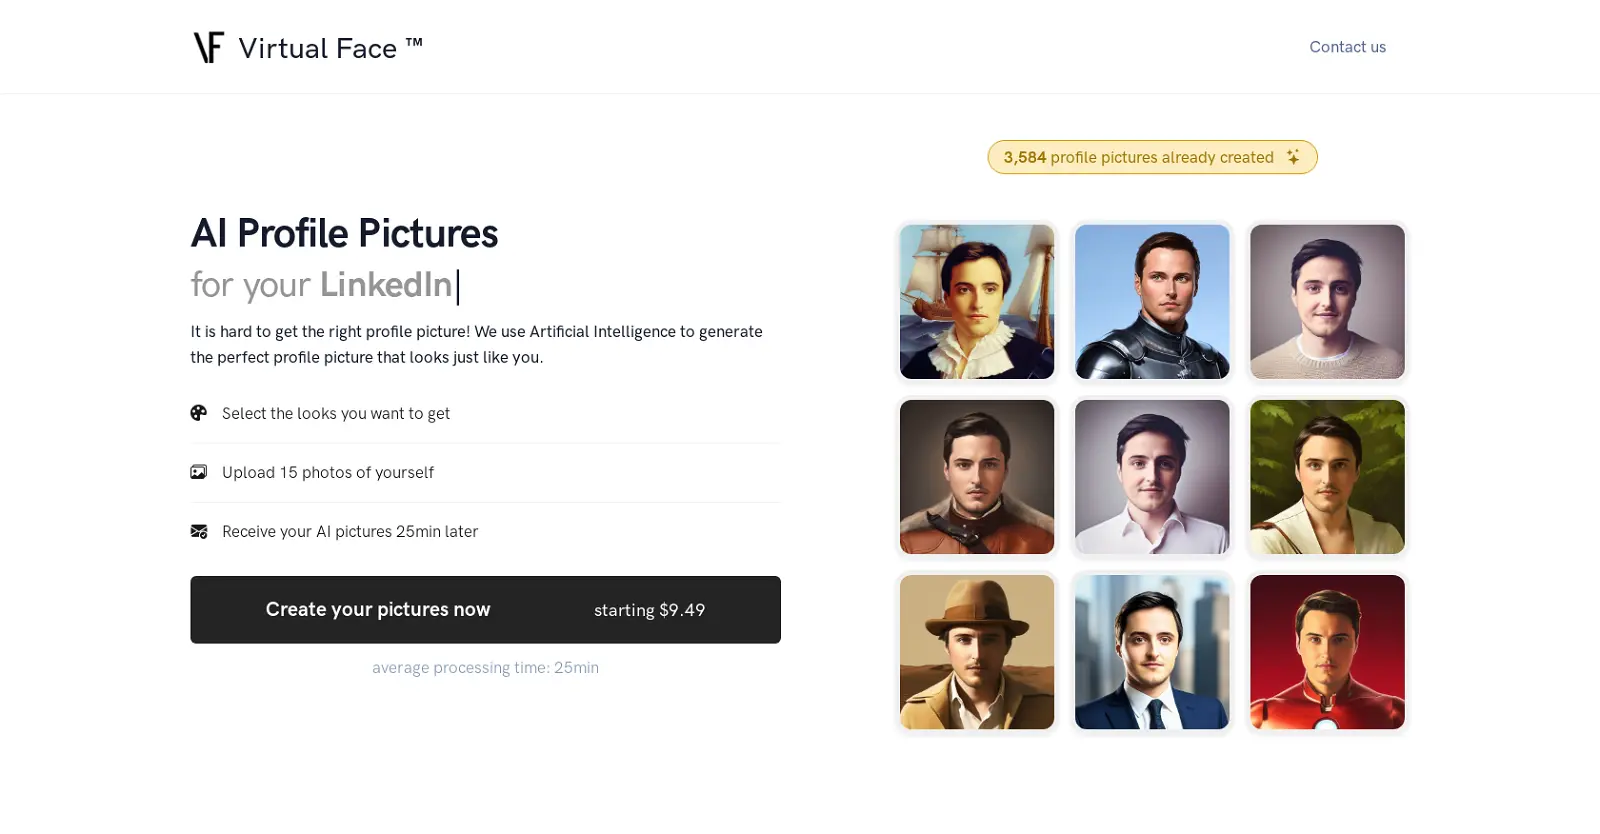 VF Virtual Face ™
Contact us
3,584 profile pictures already created
AI Profile Pictures
for your LinkedIn
It is hard to get the right profile picture! We use Artificial Intelligence to generate
the perfect profile picture that looks just like you.
Select the looks you want to get
Upload 15 photos of yourself
Receive your AI pictures 25min later
Create your pictures now starting $9.49
average processing time: 25min